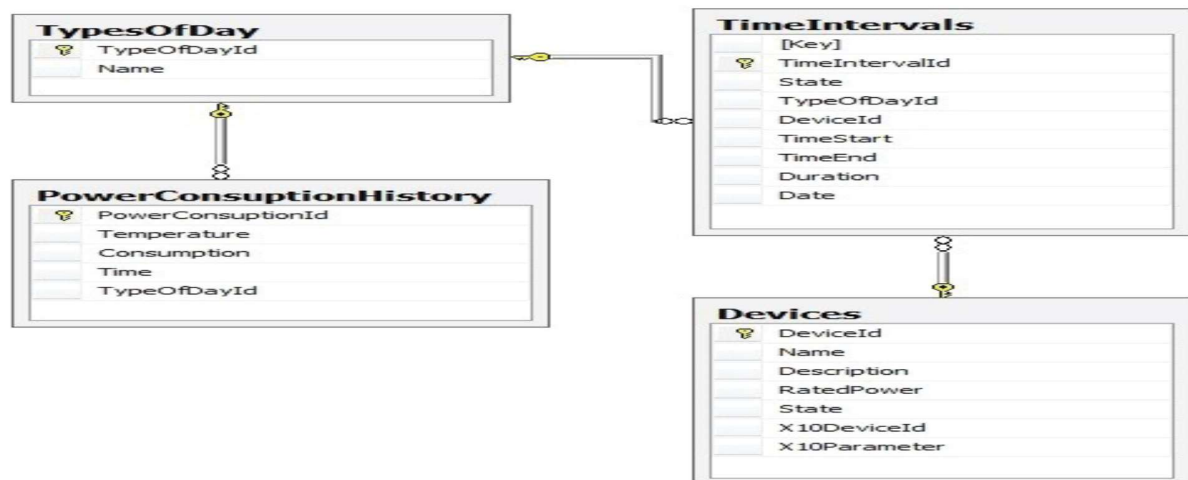 TypesOfDay
TypeOfDayId
Name
PowerConsuptionHistory
PowerConsuptionId
Temperature
Consumption
Time
TypeOfDayId
TimeIntervals
[Key]
TimeIntervalId
State
TypeOfDayId
DeviceId
TimeStart
TimeEnd
Duration
Date
Devices
DeviceId
Name
Description
RatedPower
State
X10DeviceId
X10Parameter